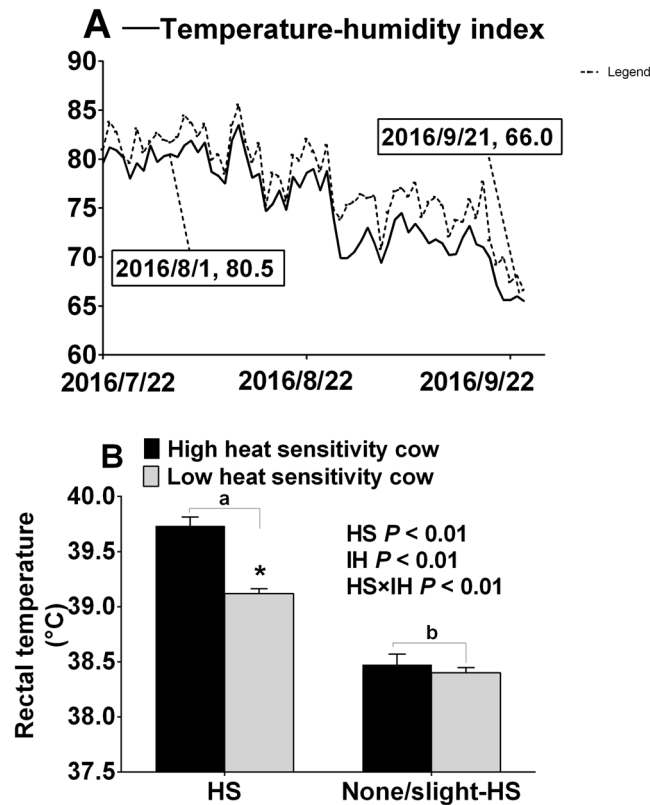 A
Temperature-humidity index
Legend
90
85
80
75
70
65
60
2016/9/21, 66.0
2016/8/1, 80.5
2016/7/22
2016/8/22
2016/9/22
B
High heat sensitivity cow
Low heat sensitivity cow
Rectal temperature
(°C)
40.0
39.5
39.0
38.5
38.0
37.5
a
*
HS P < 0.01
IH P < 0.01
HS×IH P < 0.01
b
HS
None/slight-HS